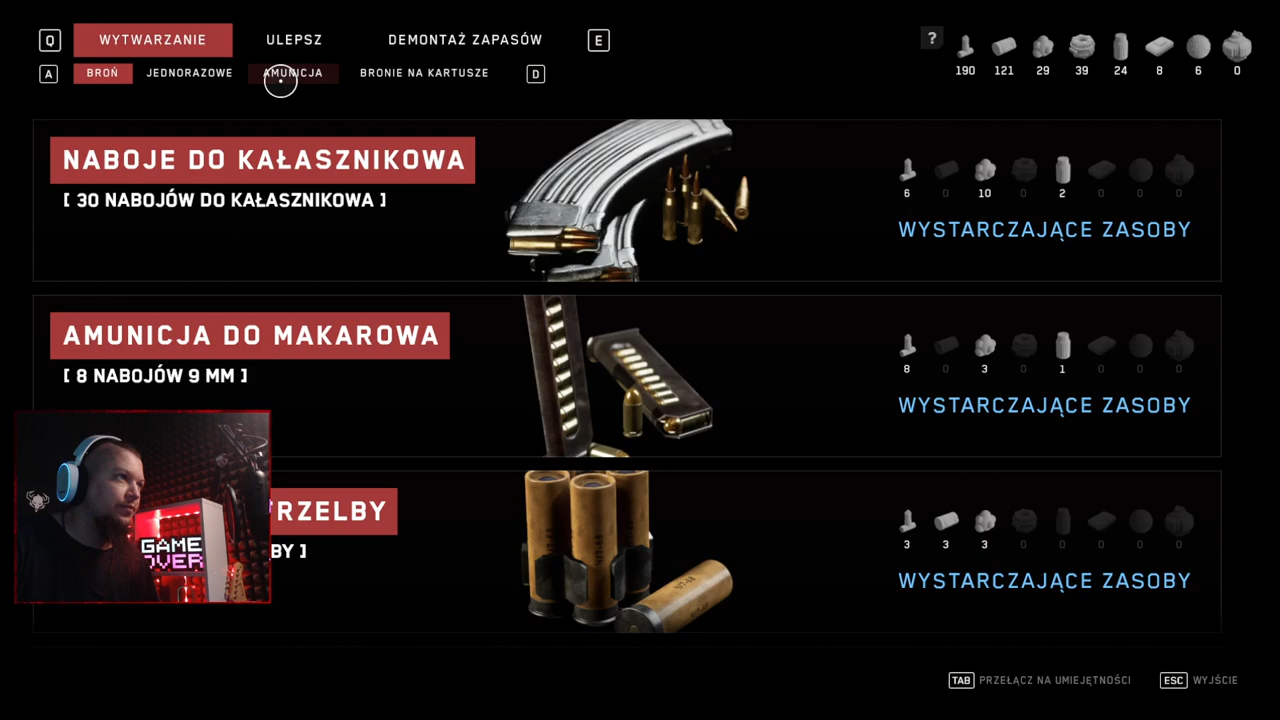 Q WYTWARZANIE ULEPSZ DEMONTAŻ ZAPASÓW E
A BROŃ JEDNORAZOWE AMUNICJA BRONIE NA KARTUSZE D
?
190 121 29 39 24 8 6 0
NABOJE DO KAŁASZNIKOWA
[ 30 NABOJÓW DO KAŁASZNIKOWA ]
6 0 10 0 2 0 0 0
WYSTARCZAJĄCE ZASOBY
AMUNICJA DO MAKAROWA
[ 8 NABOJÓW 9 MM ]
8 0 3 0 1 0 0 0
WYSTARCZAJĄCE ZASOBY
RZELBY
BY ]
3 3 3 0 0 0 0 0
WYSTARCZAJĄCE ZASOBY
GAME
OVER
TAB PRZEŁĄCZ NA UMIEJĘTNOŚCI ESC WYJŚCIE